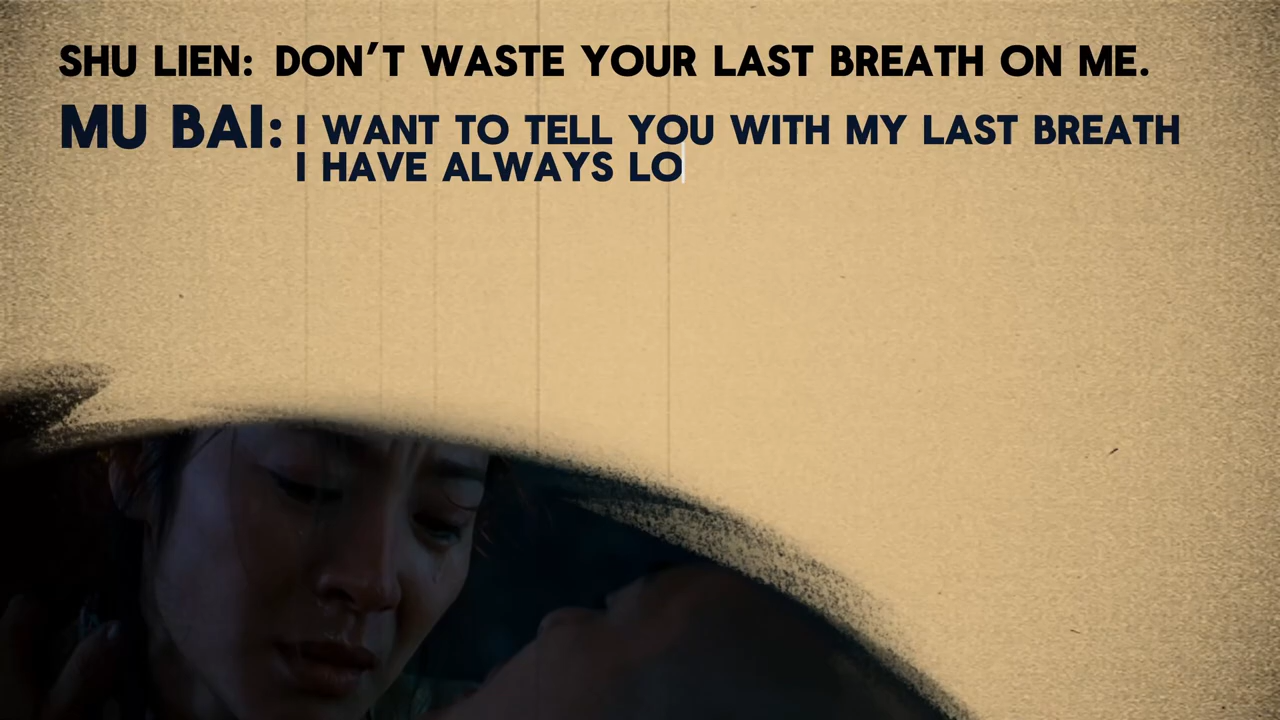 SHU LIEN: DON'T WASTE YOUR LAST BREATH ON ME.
MU BAI: I WANT TO TELL YOU WITH MY LAST BREATH
I HAVE ALWAYS LO